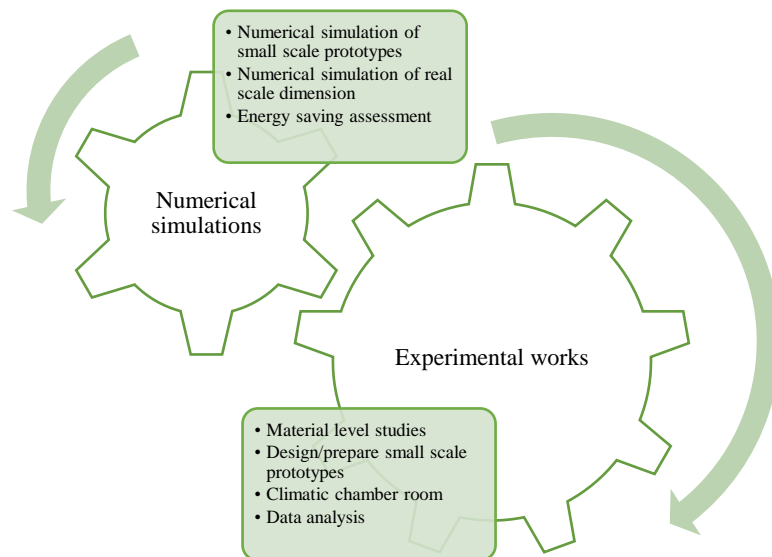 • Numerical simulation of
small scale prototypes
• Numerical simulation of real
scale dimension
• Energy saving assessment
Numerical
simulations
Experimental works
• Material level studies
• Design/prepare small scale
prototypes
• Climatic chamber room
• Data analysis